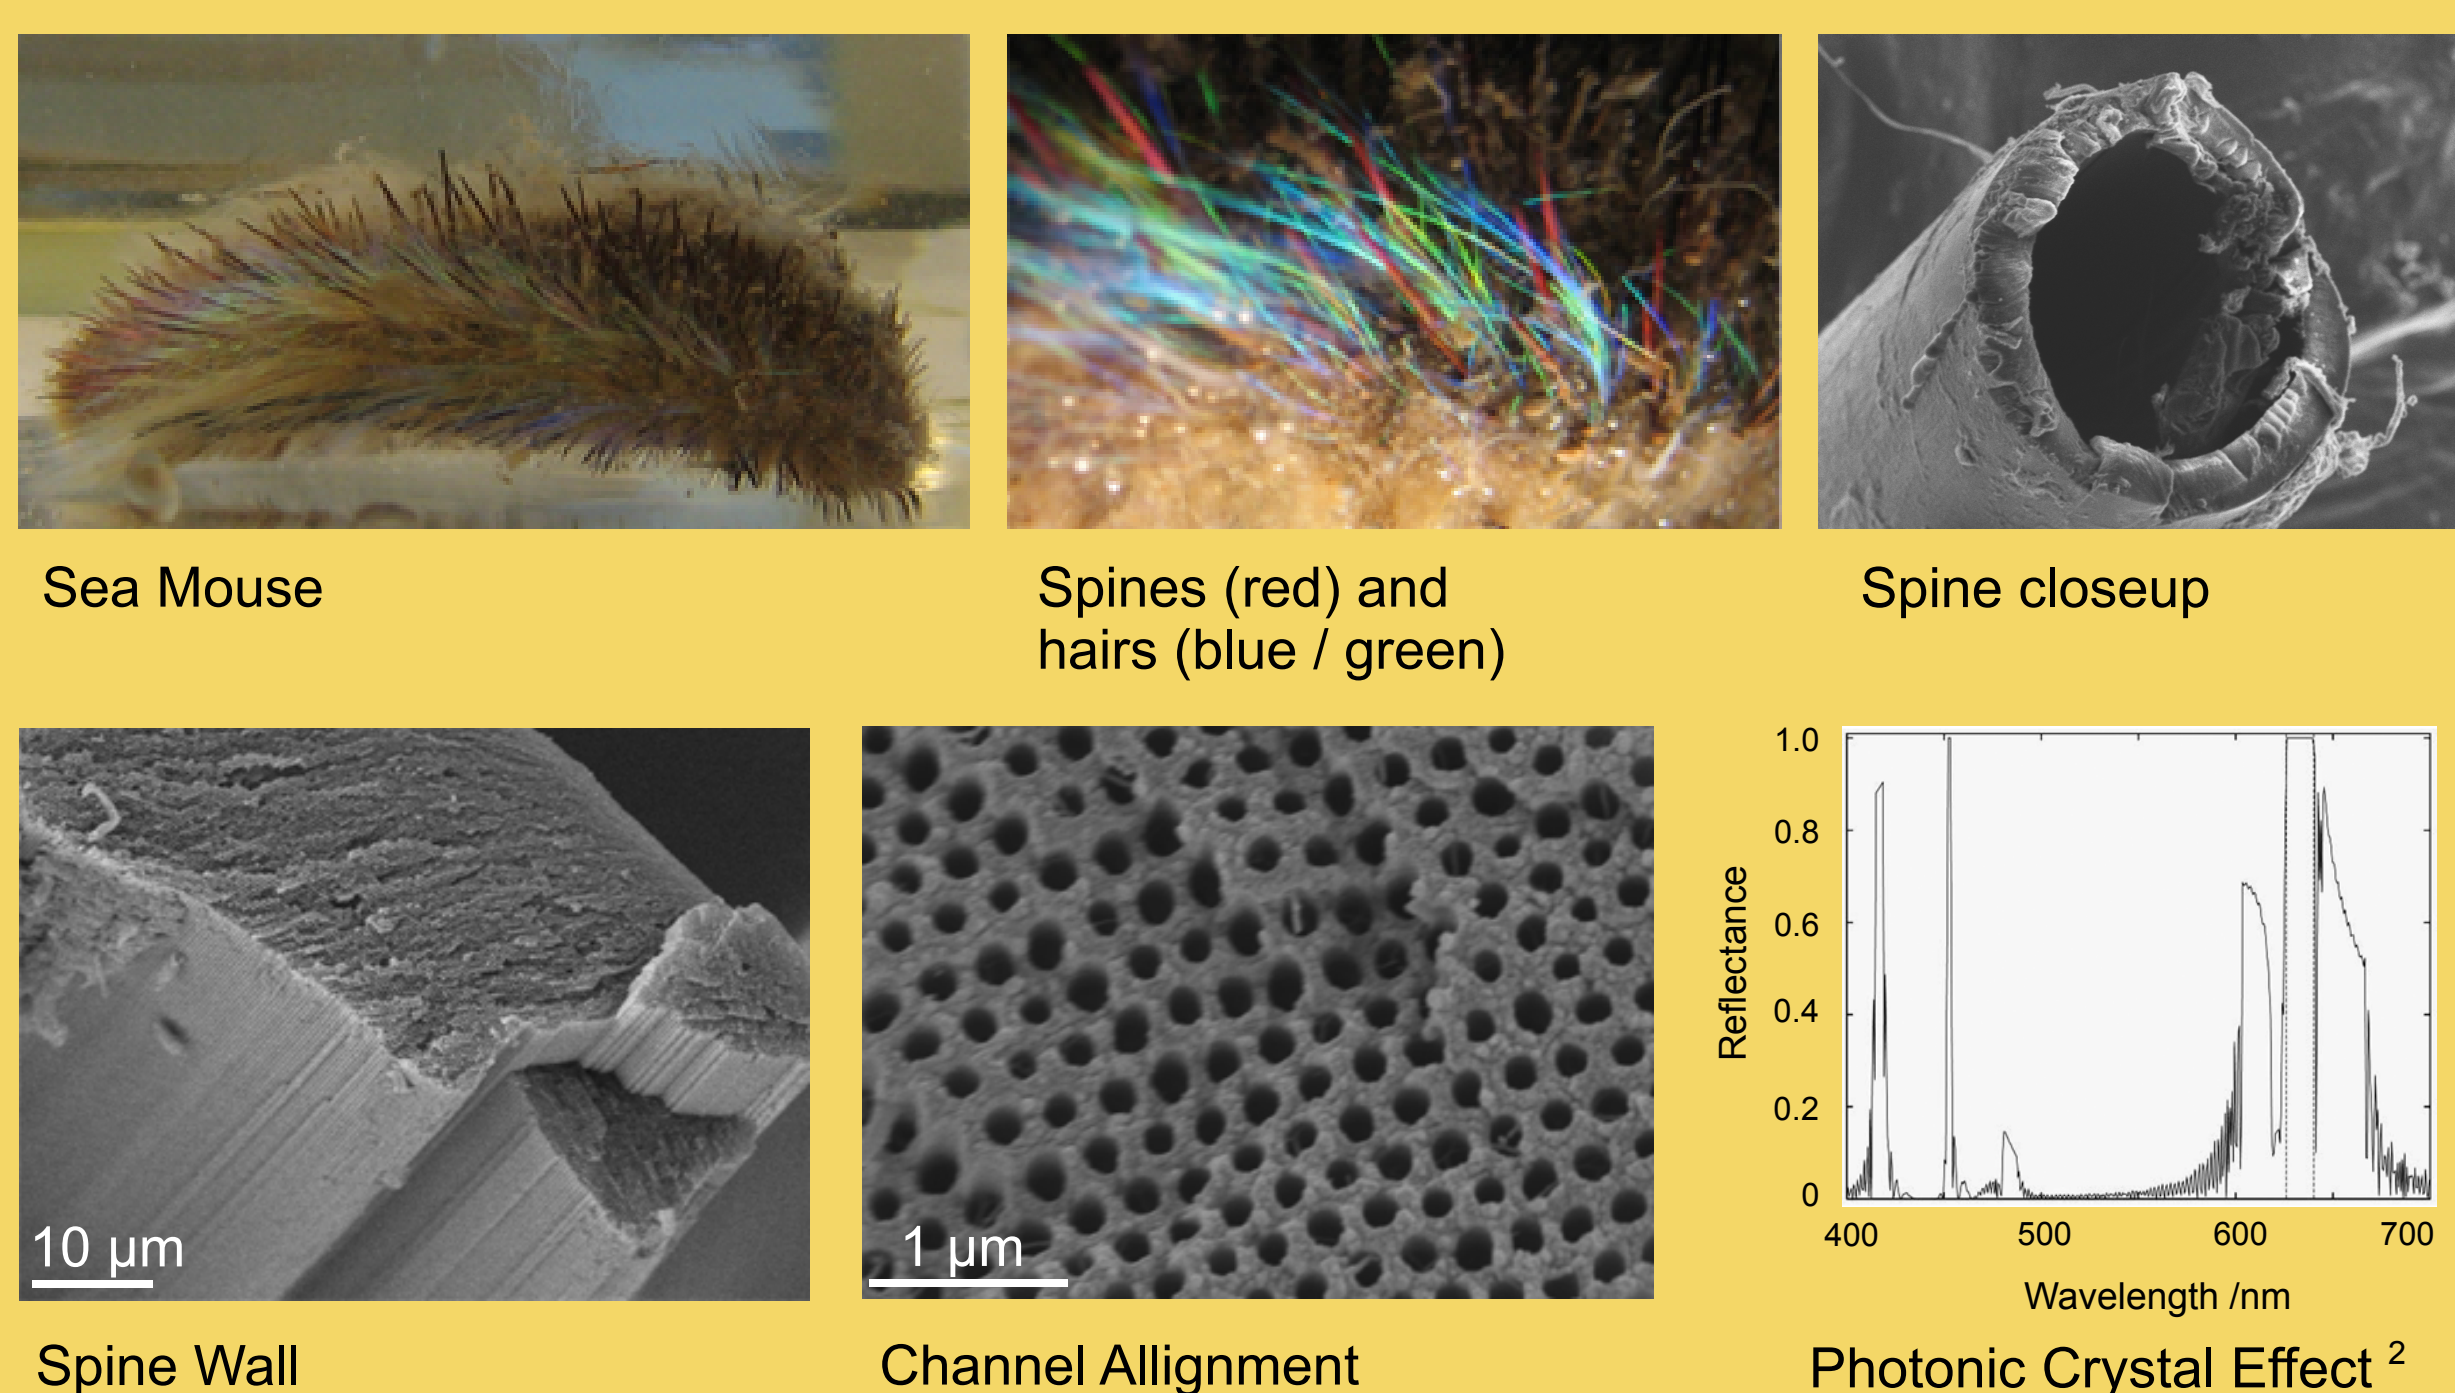 Sea Mouse
Spines (red) and
hairs (blue / green)
Spine closeup
10 µm
Spine Wall
1 µm
Channel Allignment
Reflectance
1.0
0.8
0.6
0.4
0.2
0
400 500 600 700
Wavelength /nm
Photonic Crystal Effect ²